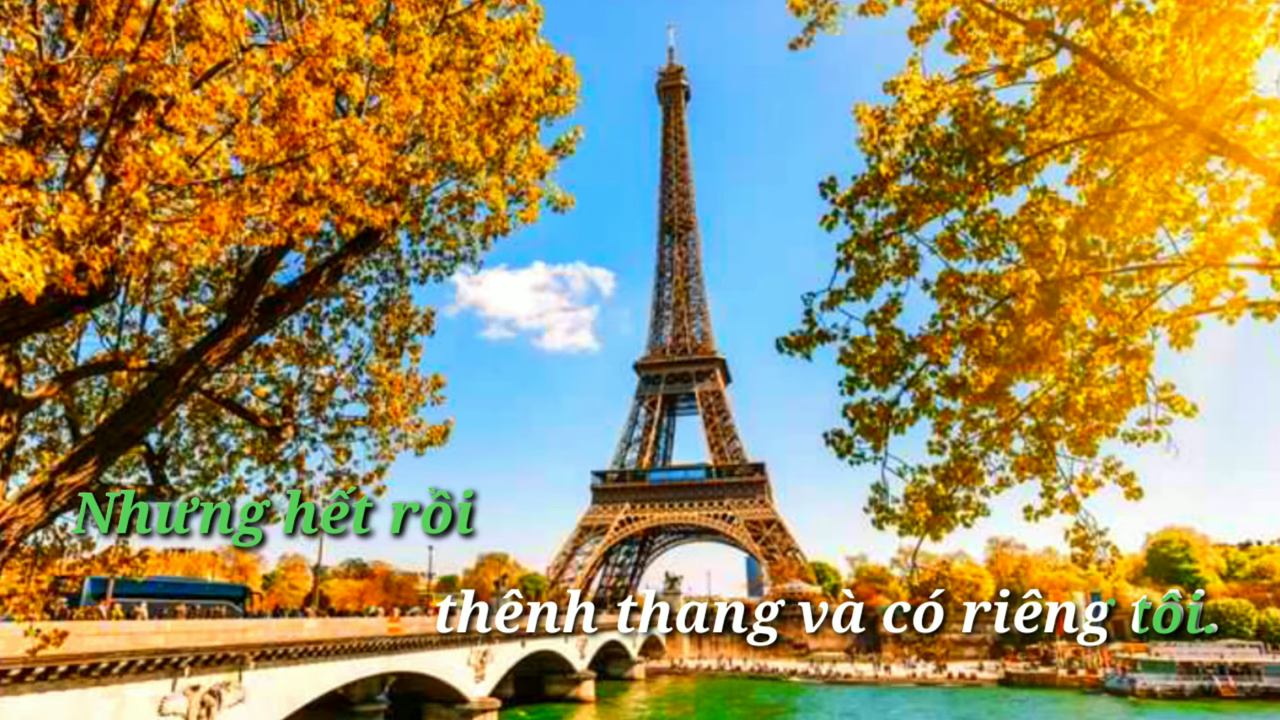 Nhưng hết rồi
thênh thang và có riêng tôi.